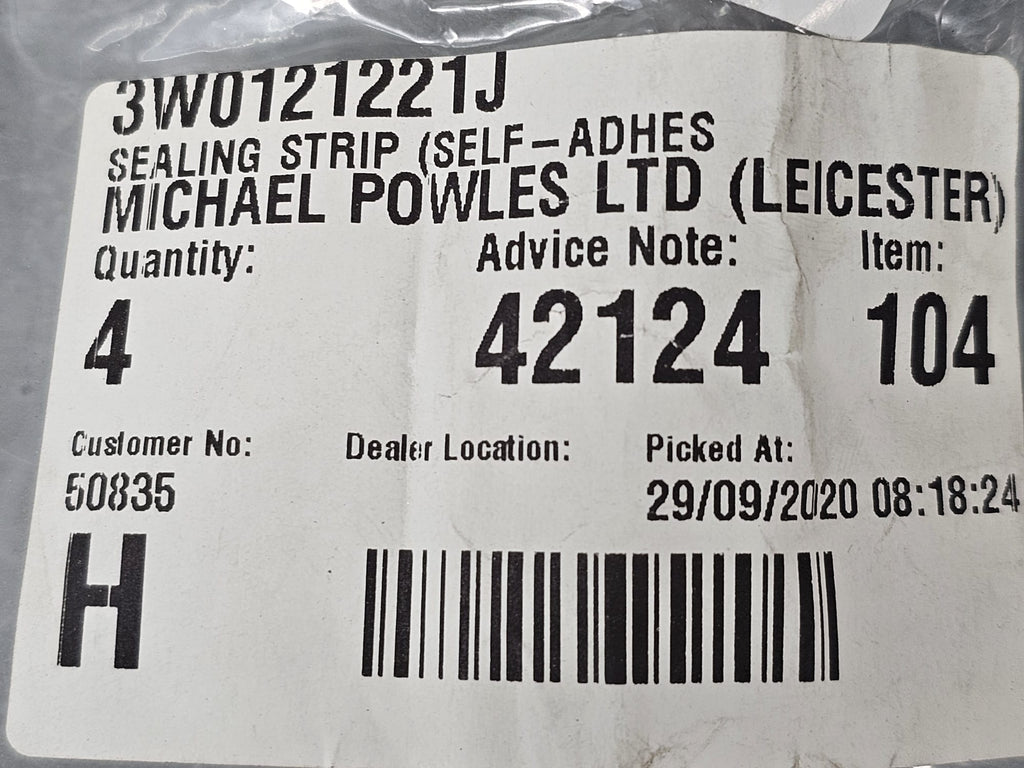 3W0121221J
SEALING STRIP (SELF-ADHES
MICHAEL POWLES LTD (LEICESTER)
Quantity: Advice Note: Item:
4 42124 104
Customer No: Dealer Location: Picked At:
50835 29/09/2020 08:18:24
H